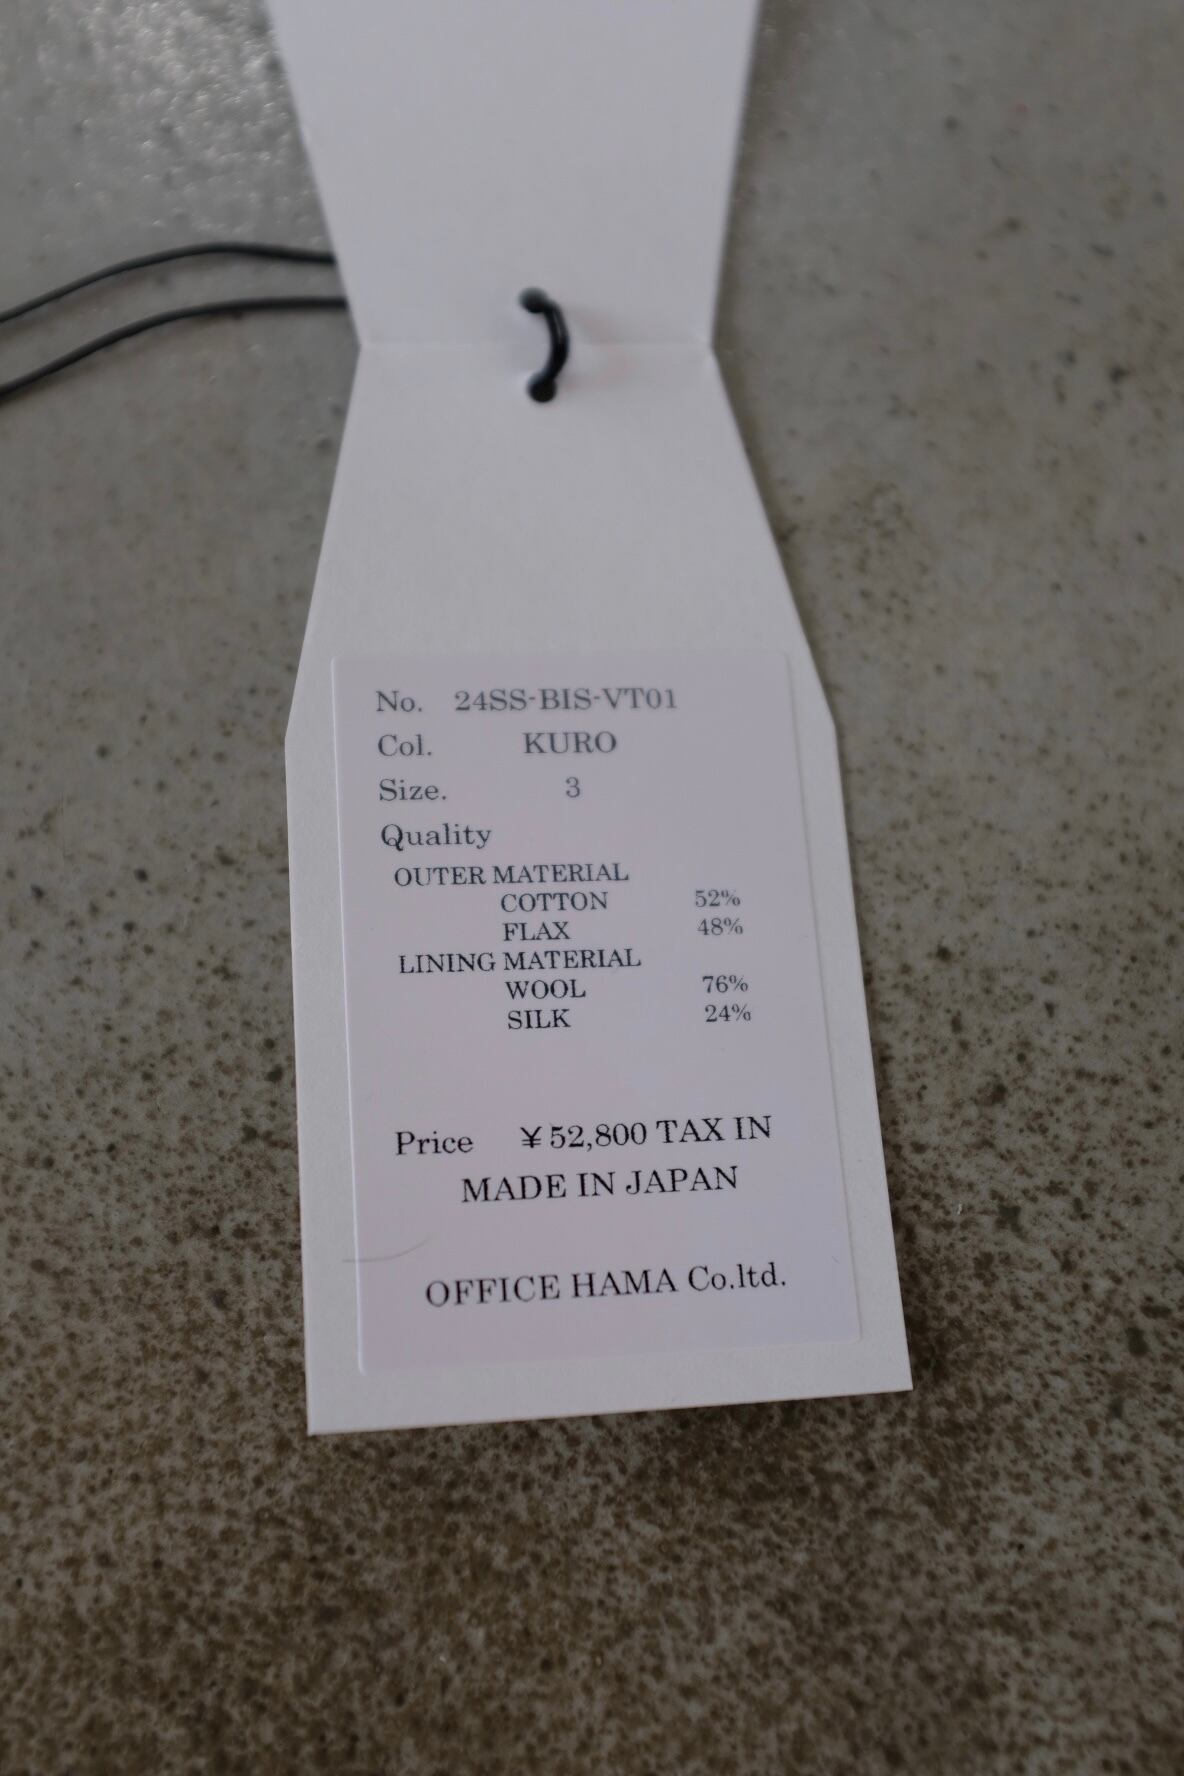 No. 24SS-BIS-VT01
Col. KURO
Size. 3
Quality
OUTER MATERIAL
COTTON 52%
FLAX 48%
LINING MATERIAL
WOOL 76%
SILK 24%
Price ￥52,800 TAX IN
MADE IN JAPAN
OFFICE HAMA Co.ltd.